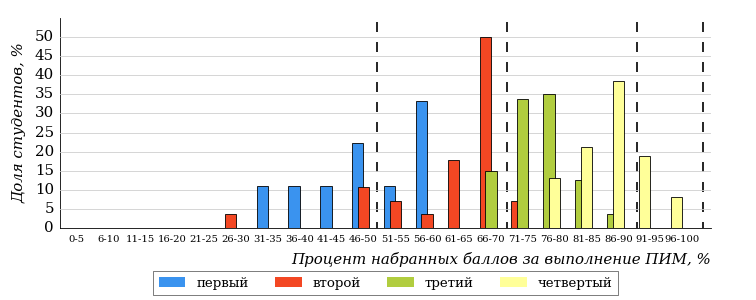 Доля студентов, %
50
45
40
35
30
25
20
15
10
5
0
0-5 6-10 11-15 16-20 21-25 26-30 31-35 36-40 41-45 46-50 51-55 56-60 61-65 66-70 71-75 76-80 81-85 86-90 91-95 96-100
Процент набранных баллов за выполнение ПИМ, %
первый второй третий четвертый